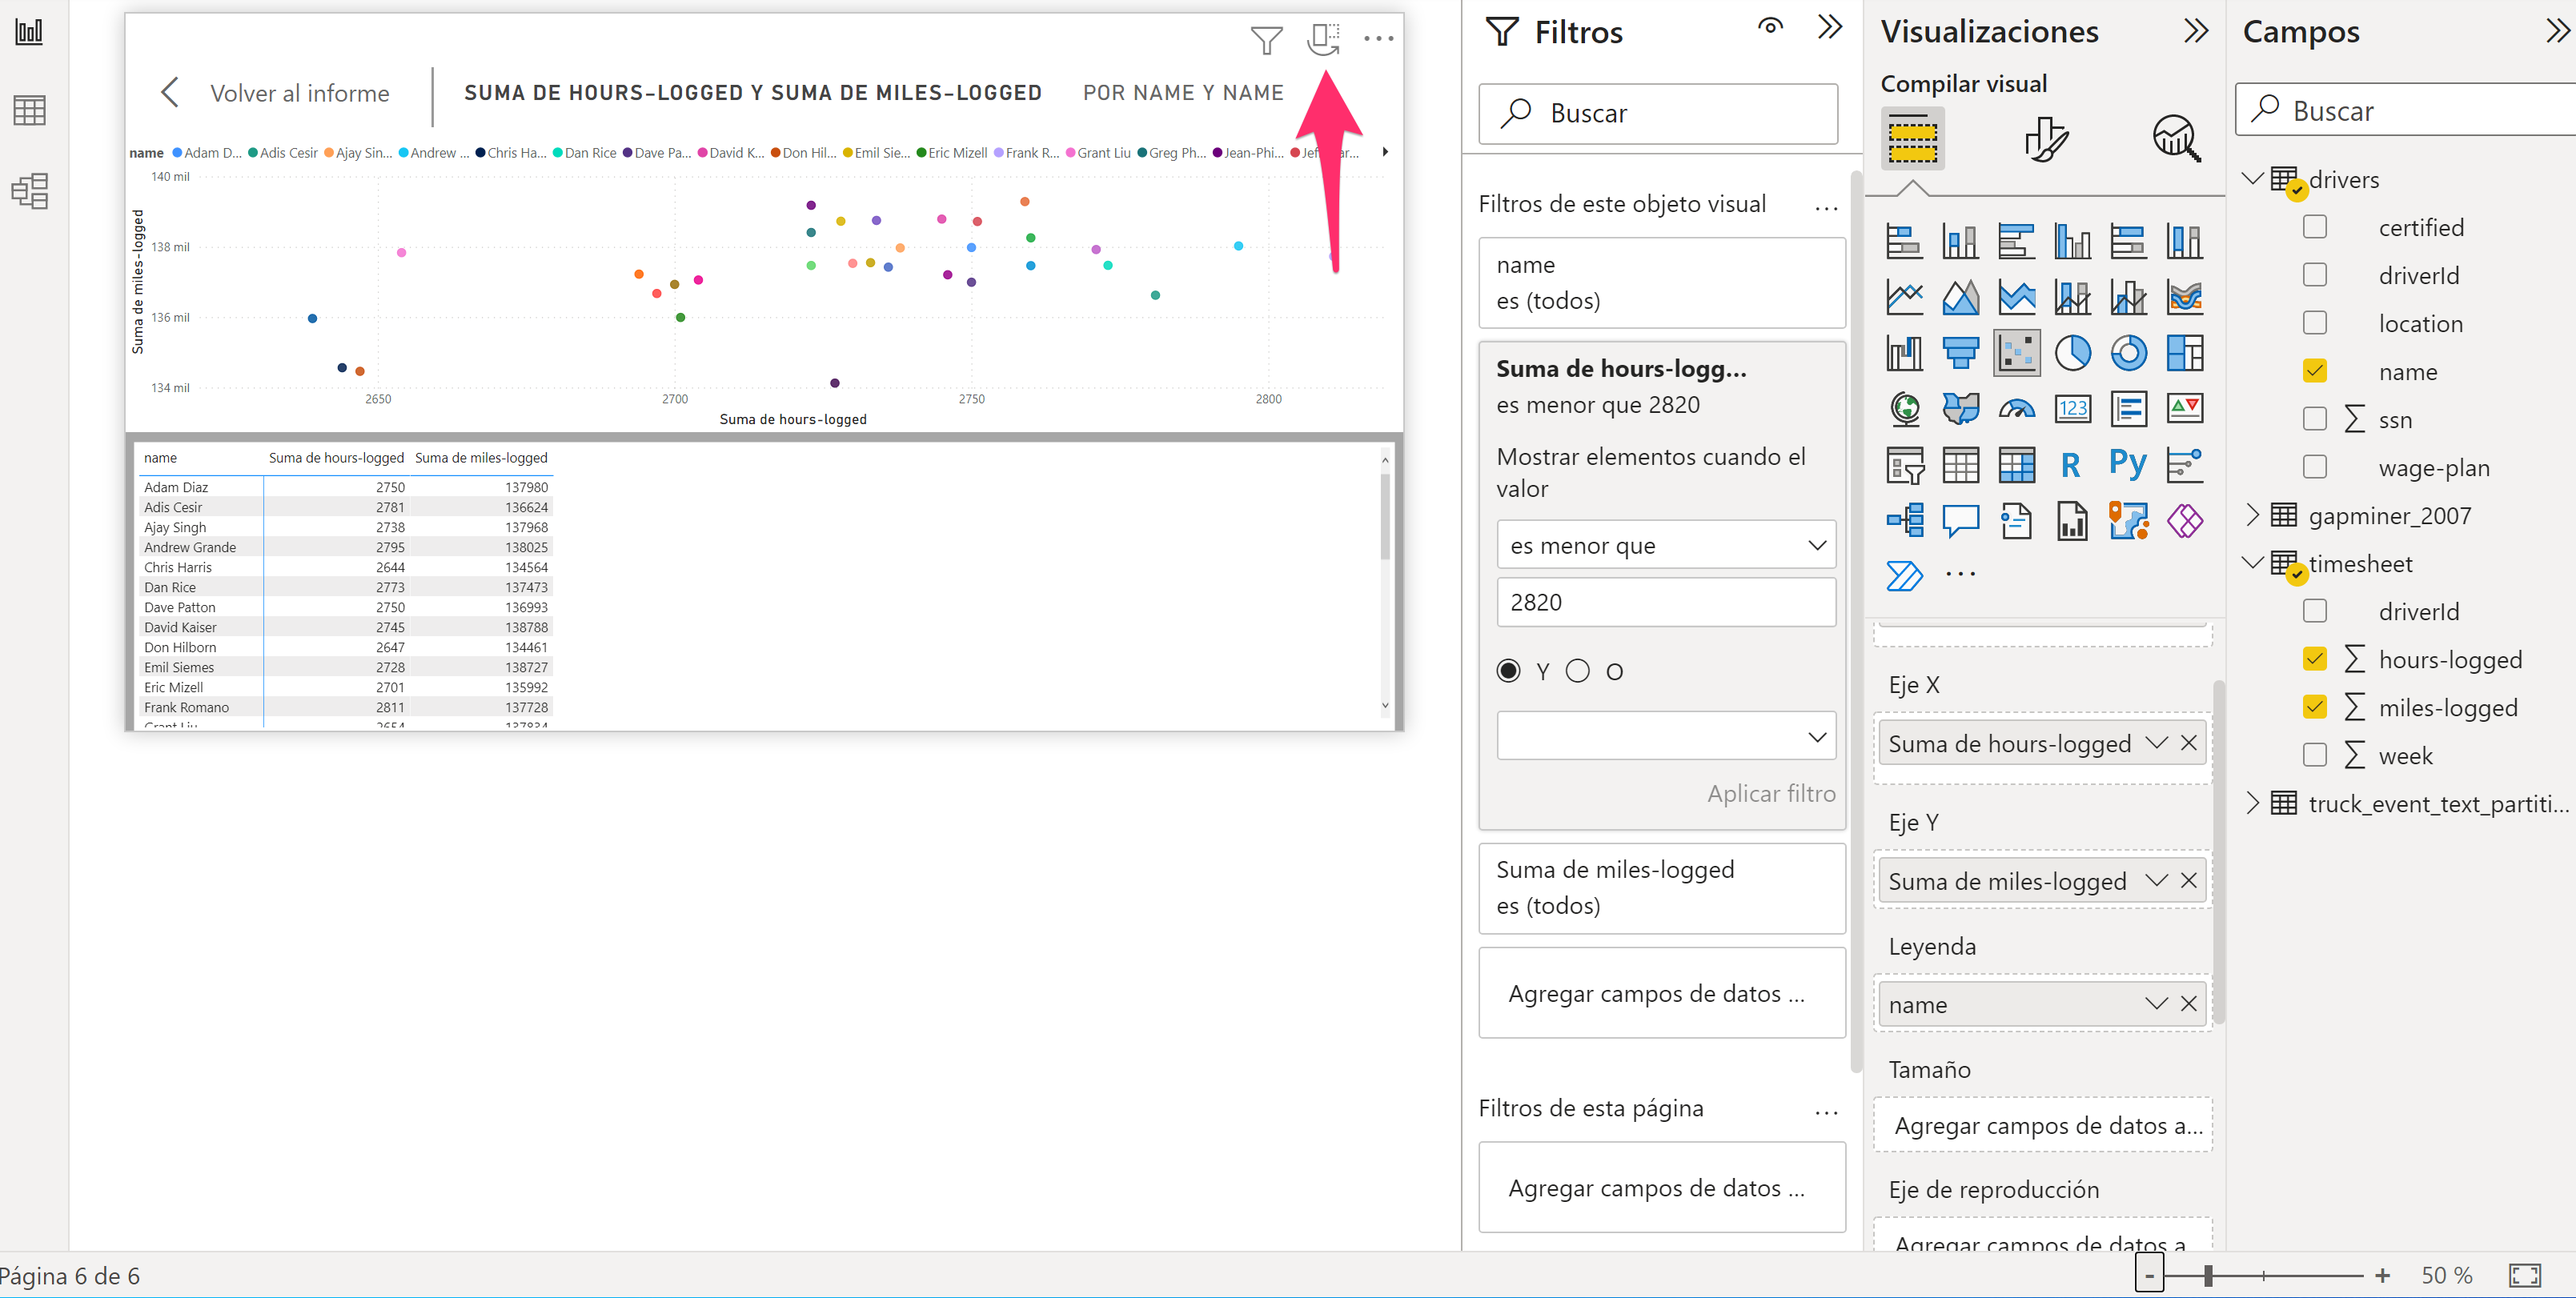 Volver al informe
SUMA DE HOURS-LOGGED Y SUMA DE MILES-LOGGED
POR NAME Y NAME
name Adam D... Adis Cesir Ajay Sin... Andrew ... Chris Ha... Dan Rice Dave Pa... David K... Don Hil... Emil Sie... Eric Mizell Frank R... Grant Liu Greg Ph... Jean-Phi...
140 mil
138 mil
136 mil
134 mil
Suma de miles-logged
2650 2700 2750 2800
Suma de hours-logged
name Suma de hours-logged Suma de miles-logged
Adam Diaz 2750 137980
Adis Cesir 2781 136624
Ajay Singh 2738 137968
Andrew Grande 2795 138025
Chris Harris 2644 134564
Dan Rice 2773 137473
Dave Patton 2750 136993
David Kaiser 2745 138788
Don Hilborn 2647 134461
Emil Siemes 2728 138727
Eric Mizell 2701 135992
Frank Romano 2811 137728
Grant Liu 2654 137834
Filtros
Buscar
Filtros de este objeto visual ...
name
es (todos)
Suma de hours-logg...
es menor que 2820
Mostrar elementos cuando el
valor
es menor que
2820
Y O
Aplicar filtro
Suma de miles-logged
es (todos)
Agregar campos de datos ...
Filtros de esta página ...
Agregar campos de datos ...
Visualizaciones
Compilar visual
123
R Py
...
Eje X
Suma de hours-logged
Eje Y
Suma de miles-logged
Leyenda
name
Tamaño
Agregar campos de datos a...
Eje de reproducción
Agregar campos de datos a
Campos
Buscar
drivers
certified
driverId
location
name
ssn
wage-plan
gapminer_2007
timesheet
driverId
hours-logged
miles-logged
week
truck_event_text_partiti...
Página 6 de 6
- + 50 %